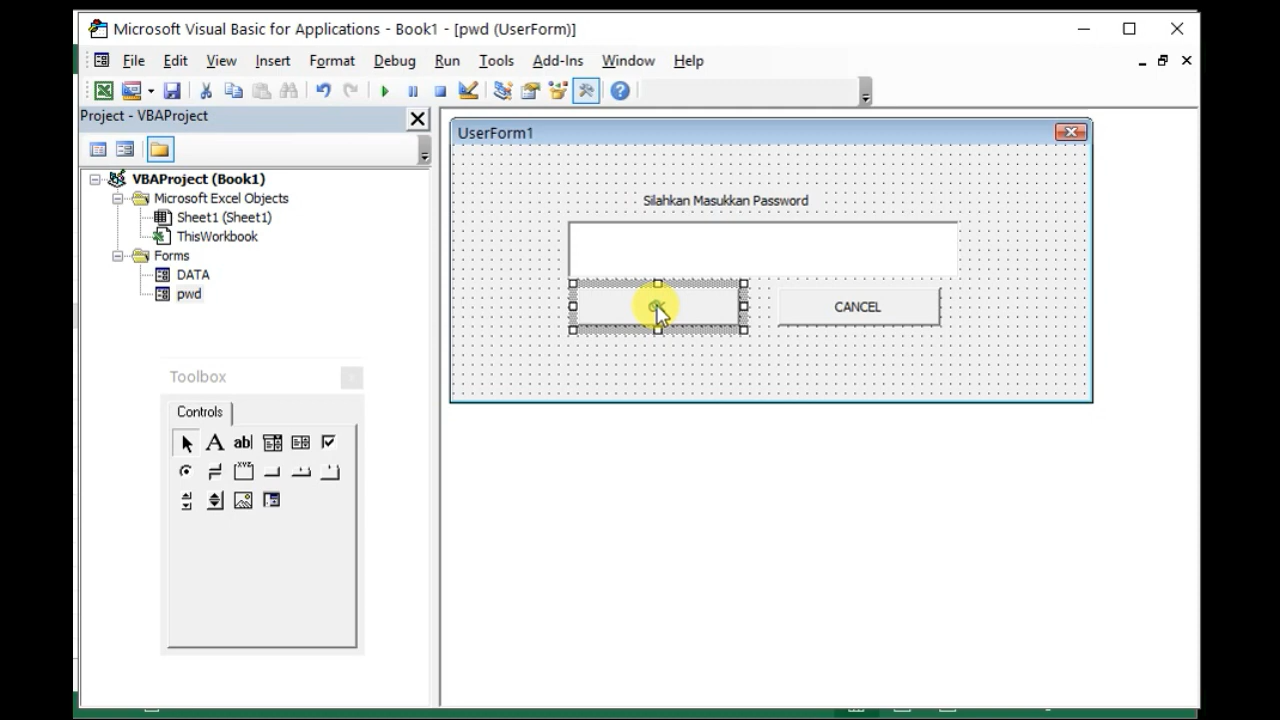 Microsoft Visual Basic for Applications - Book1 - [pwd (UserForm)]
File Edit View Insert Format Debug Run Tools Add-Ins Window Help
Project - VBAProject
VBAProject (Book1)
Microsoft Excel Objects
Sheet1 (Sheet1)
ThisWorkbook
Forms
DATA
pwd
Toolbox
Controls
A
ab|
XYZ
UserForm1
Silahkan Masukkan Password
CANCEL